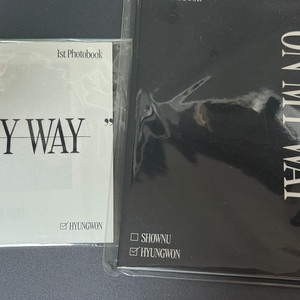 1st Photobook
Y WAY ”
☑ HYUNGWON
ON MY WAY
☐ SHOWNU
☑ HYUNGWON